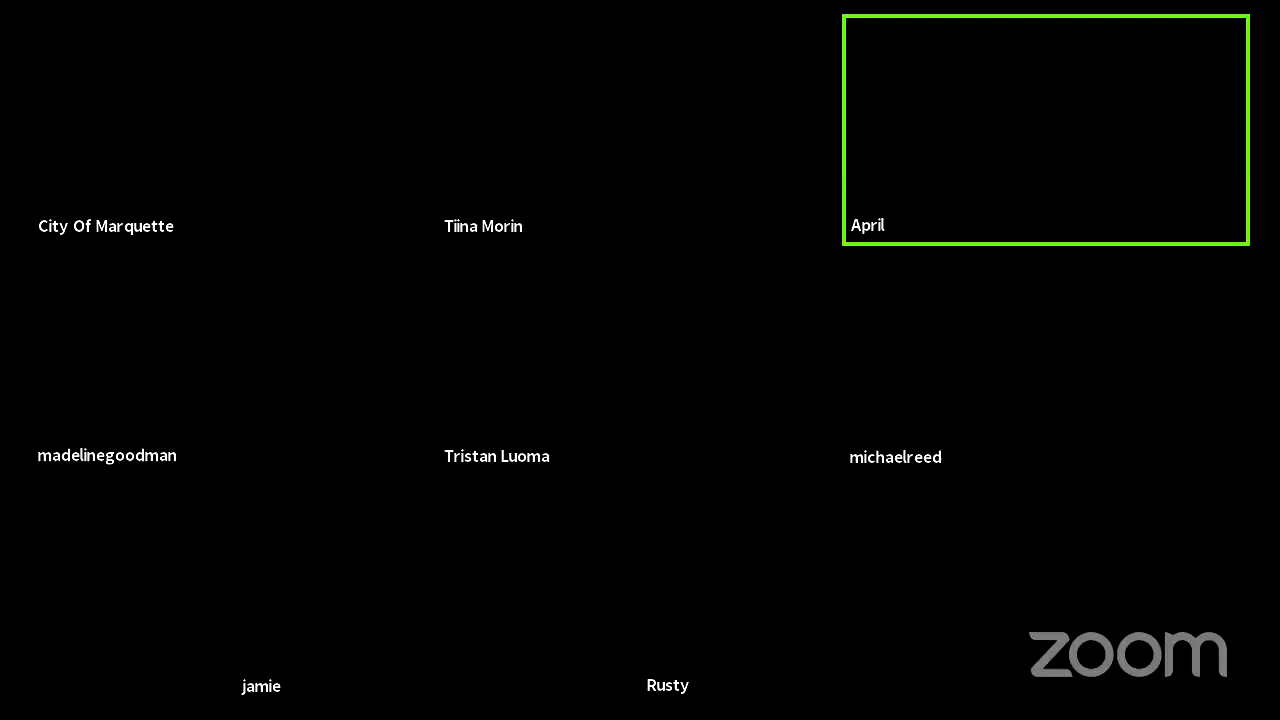 City Of Marquette
Tiina Morin
April
madelinegoodman
Tristan Luoma
michaelreed
jamie
Rusty
zoom